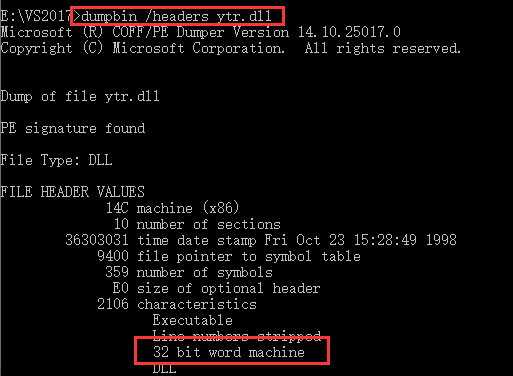 E:\VS2017>dumpbin /headers ytr.dll
Microsoft (R) COFF/PE Dumper Version 14.10.25017.0
Copyright (C) Microsoft Corporation.  All rights reserved.
Dump of file ytr.dll
PE signature found
File Type: DLL
FILE HEADER VALUES
14C machine (x86)
10 number of sections
36303031 time date stamp Fri Oct 23 15:28:49 1998
9400 file pointer to symbol table
359 number of symbols
E0 size of optional header
2106 characteristics
Executable
Line numbers stripped
32 bit word machine
DLL